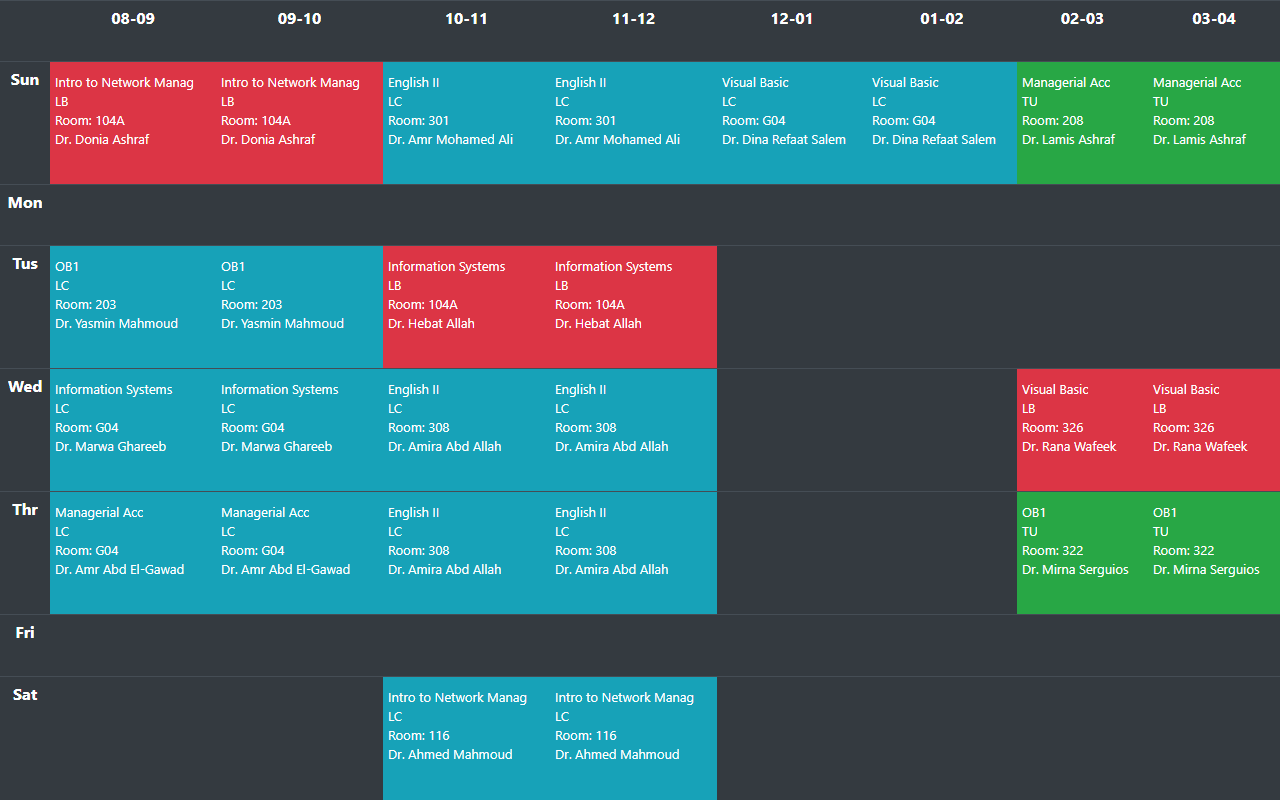 08-09 09-10 10-11 11-12 12-01 01-02 02-03 03-04
Sun
Intro to Network Manag
LB
Room: 104A
Dr. Donia Ashraf
Intro to Network Manag
LB
Room: 104A
Dr. Donia Ashraf
English II
LC
Room: 301
Dr. Amr Mohamed Ali
English II
LC
Room: 301
Dr. Amr Mohamed Ali
Visual Basic
LC
Room: G04
Dr. Dina Refaat Salem
Visual Basic
LC
Room: G04
Dr. Dina Refaat Salem
Managerial Acc
TU
Room: 208
Dr. Lamis Ashraf
Managerial Acc
TU
Room: 208
Dr. Lamis Ashraf
Mon
Tus
OB1
LC
Room: 203
Dr. Yasmin Mahmoud
OB1
LC
Room: 203
Dr. Yasmin Mahmoud
Information Systems
LB
Room: 104A
Dr. Hebat Allah
Information Systems
LB
Room: 104A
Dr. Hebat Allah
Wed
Information Systems
LC
Room: G04
Dr. Marwa Ghareeb
Information Systems
LC
Room: G04
Dr. Marwa Ghareeb
English II
LC
Room: 308
Dr. Amira Abd Allah
English II
LC
Room: 308
Dr. Amira Abd Allah
Visual Basic
LB
Room: 326
Dr. Rana Wafeek
Visual Basic
LB
Room: 326
Dr. Rana Wafeek
Thr
Managerial Acc
LC
Room: G04
Dr. Amr Abd El-Gawad
Managerial Acc
LC
Room: G04
Dr. Amr Abd El-Gawad
English II
LC
Room: 308
Dr. Amira Abd Allah
English II
LC
Room: 308
Dr. Amira Abd Allah
OB1
TU
Room: 322
Dr. Mirna Serguios
OB1
TU
Room: 322
Dr. Mirna Serguios
Fri
Sat
Intro to Network Manag
LC
Room: 116
Dr. Ahmed Mahmoud
Intro to Network Manag
LC
Room: 116
Dr. Ahmed Mahmoud